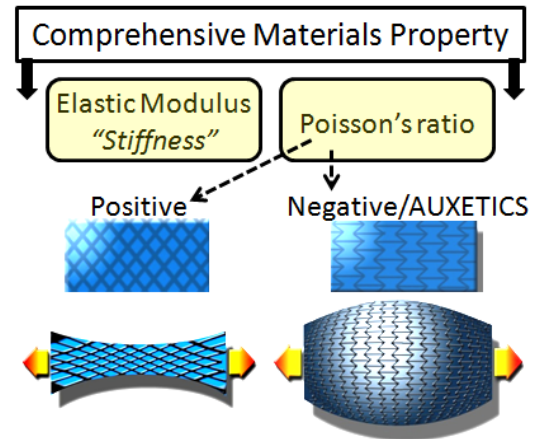 Comprehensive Materials Property
Elastic Modulus
“Stiffness”
Poisson’s ratio
Positive
Negative/AUXETICS